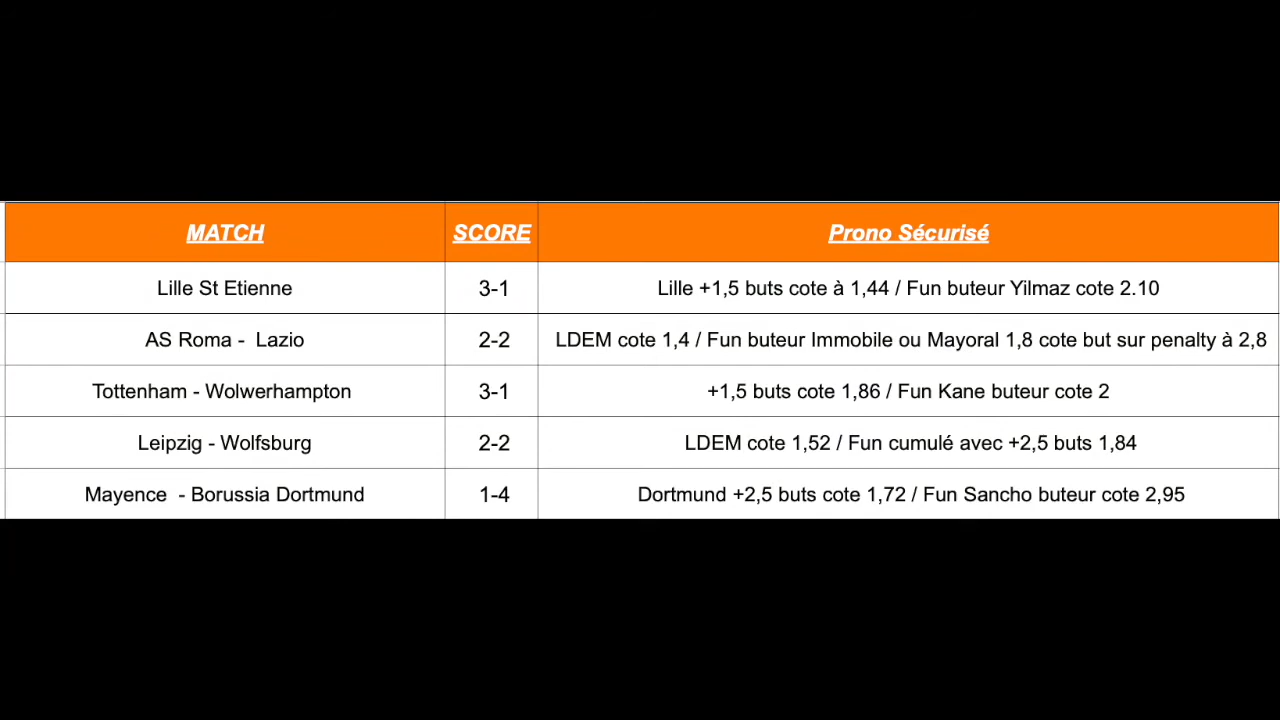 MATCH SCORE Prono Sécurisé
Lille St Etienne 3-1 Lille +1,5 buts cote à 1,44 / Fun buteur Yilmaz cote 2.10
AS Roma - Lazio 2-2 LDEM cote 1,4 / Fun buteur Immobile ou Mayoral 1,8 cote but sur penalty à 2,8
Tottenham - Wolwerhampton 3-1 +1,5 buts cote 1,86 / Fun Kane buteur cote 2
Leipzig - Wolfsburg 2-2 LDEM cote 1,52 / Fun cumulé avec +2,5 buts 1,84
Mayence - Borussia Dortmund 1-4 Dortmund +2,5 buts cote 1,72 / Fun Sancho buteur cote 2,95